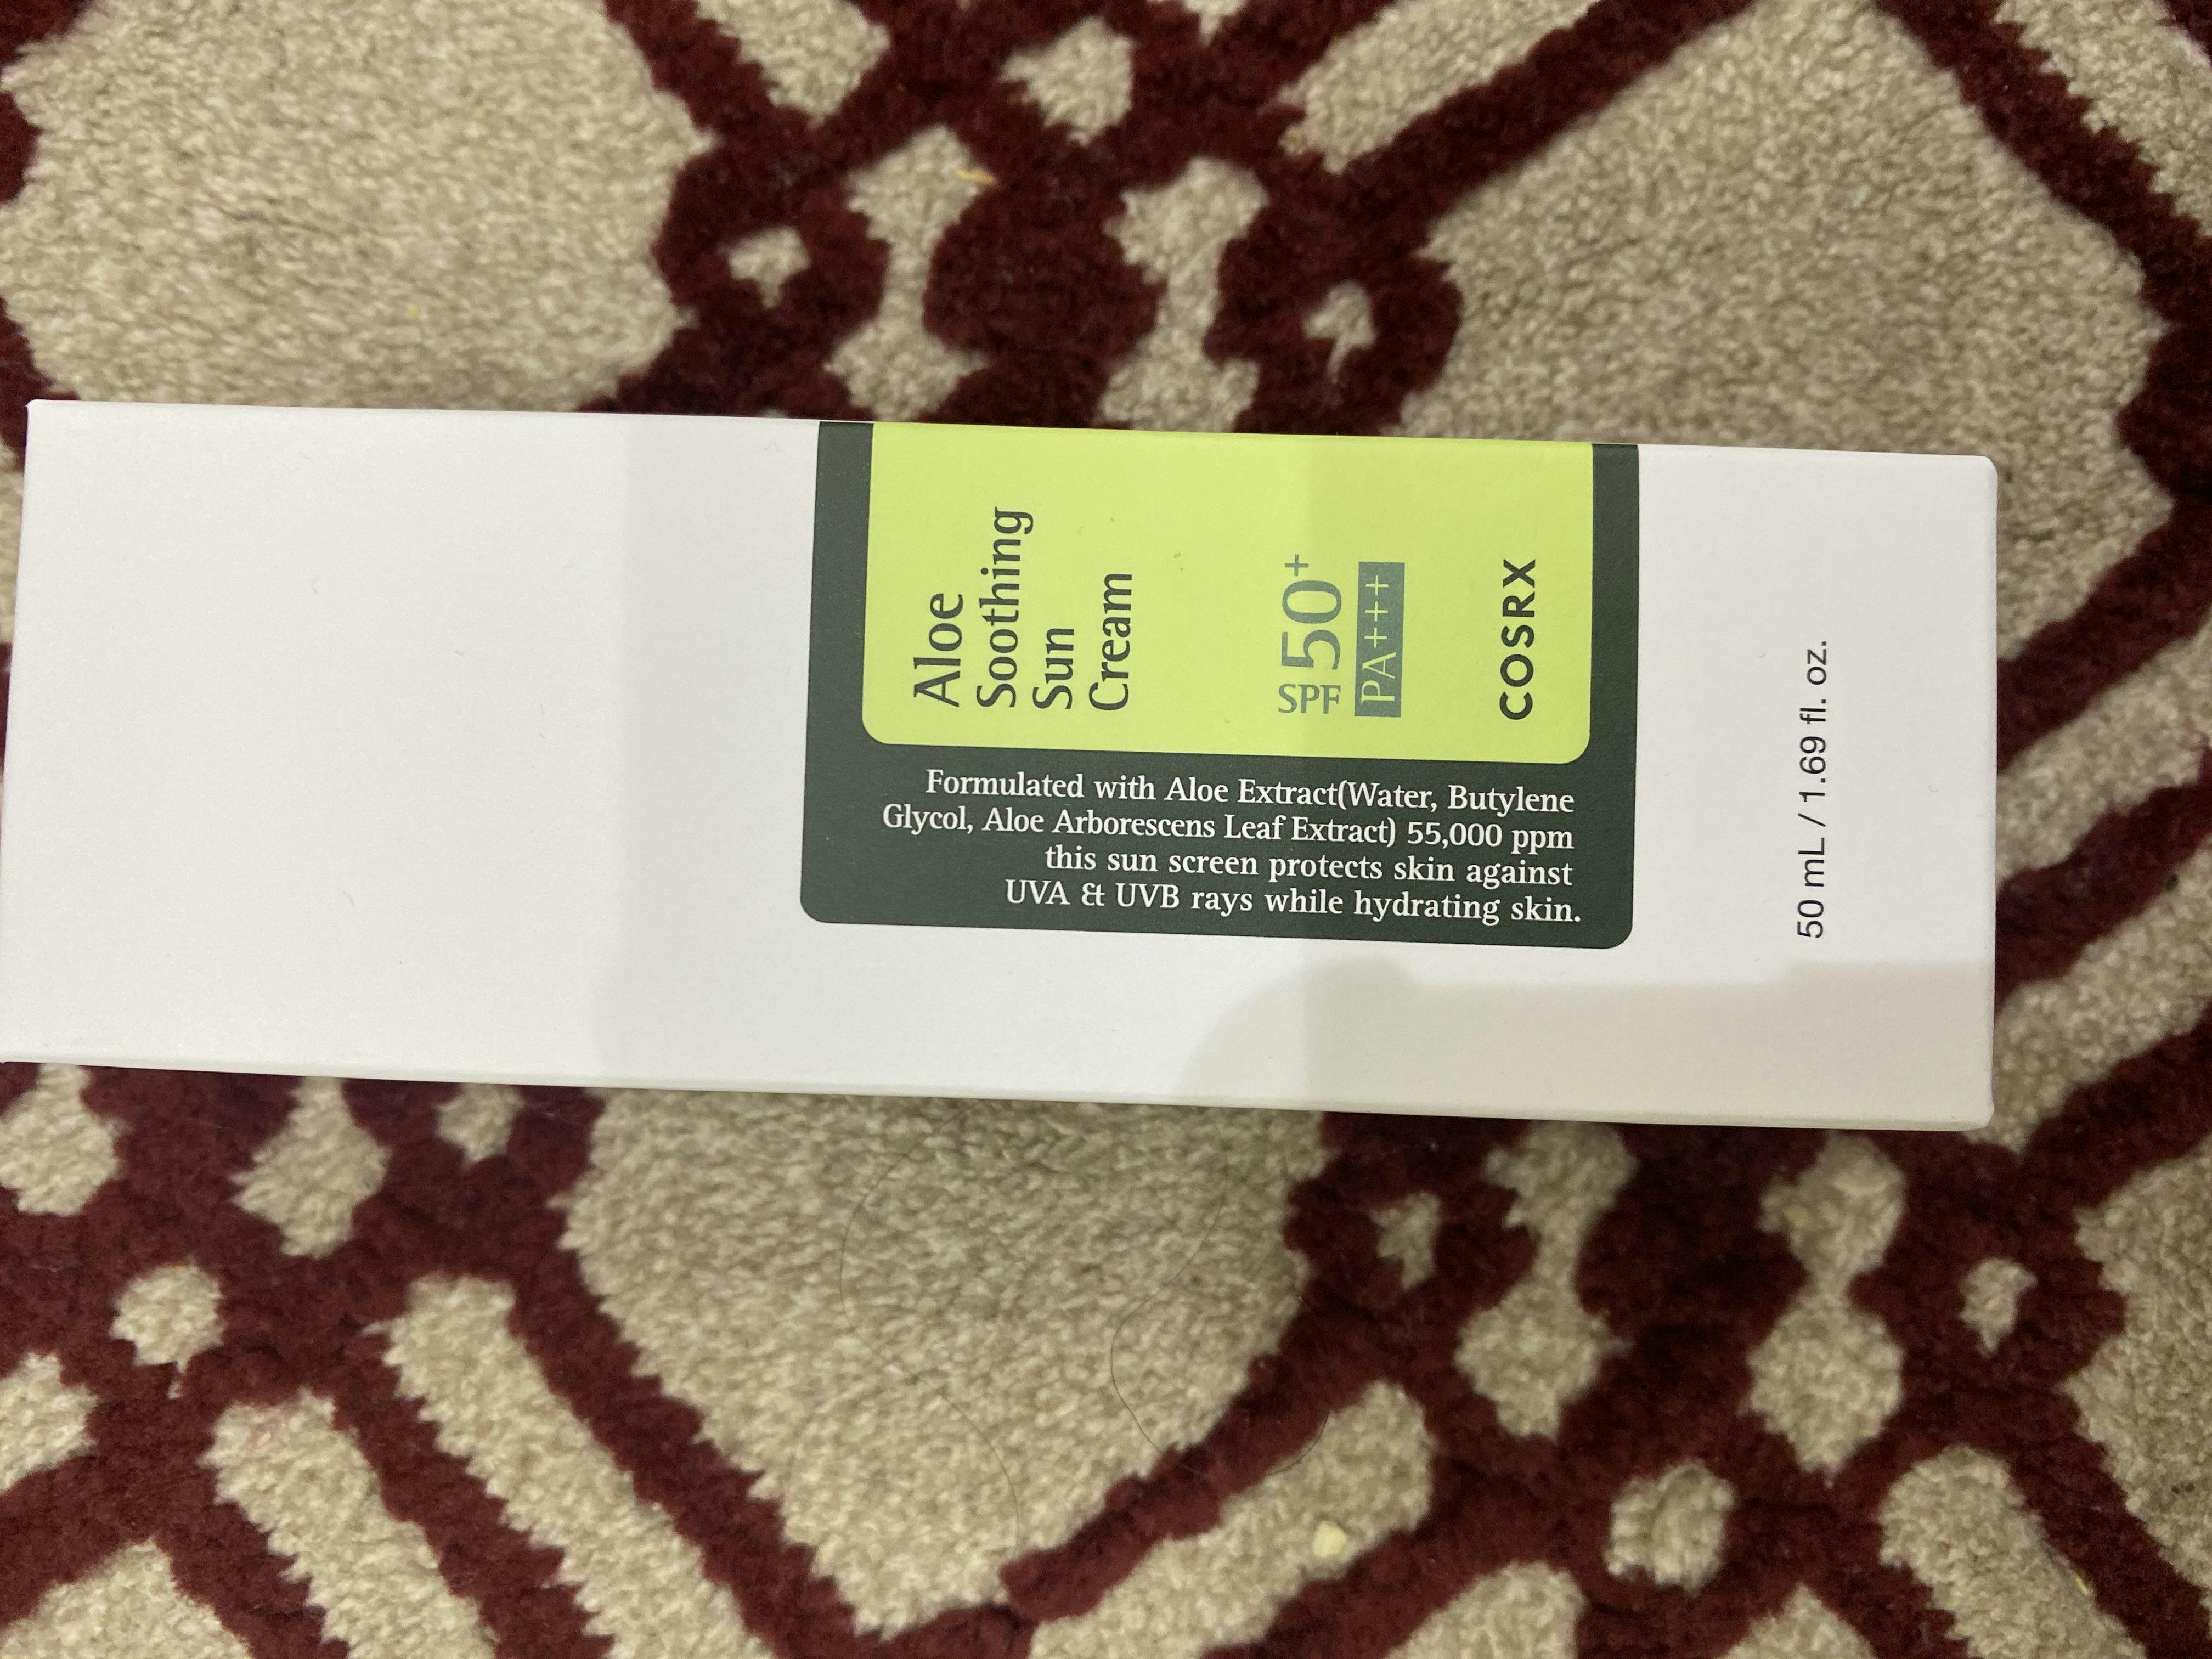 Aloe
Soothing
Sun
Cream
SPF 50+
PA+++
COSRX
Formulated with Aloe Extract(Water, Butylene
Glycol, Aloe Arborescens Leaf Extract) 55,000 ppm
this sun screen protects skin against
UVA & UVB rays while hydrating skin.
50 mL / 1.69 fl. oz.